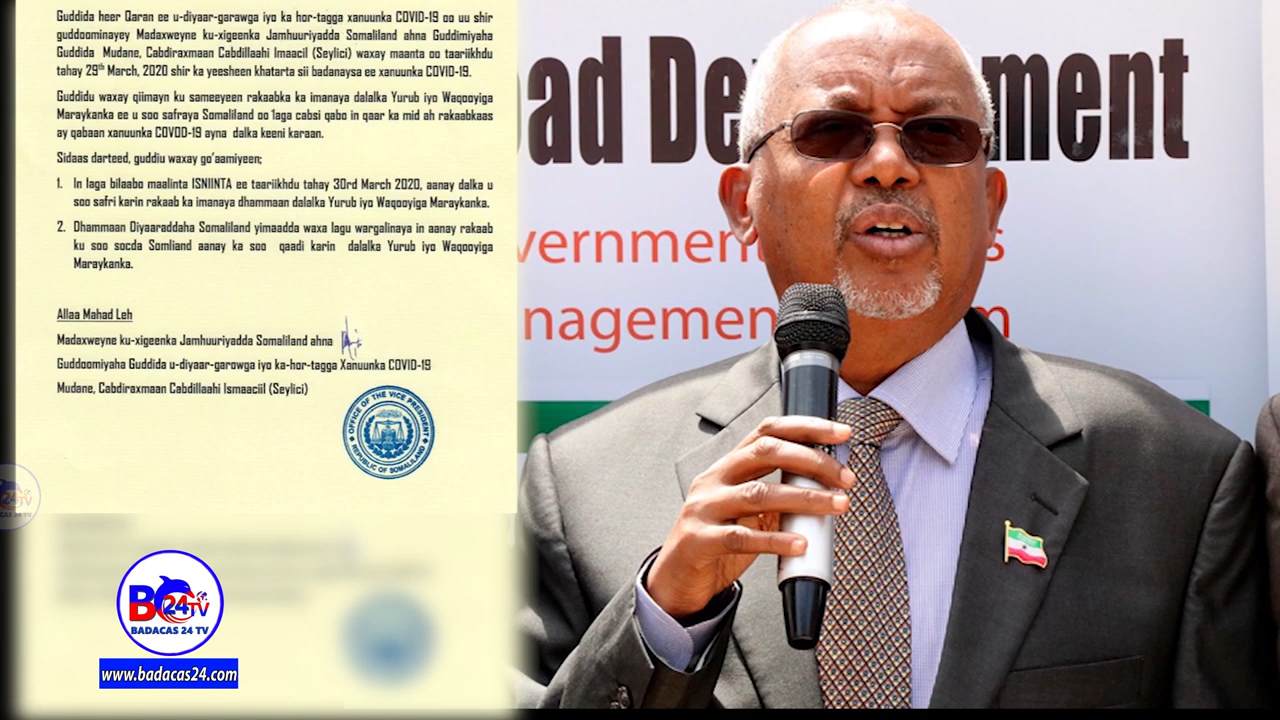 Guddida heer Qaran ee u-diyaar-garawga iyo ka hor-tagga xanuunka COVID-19 oo uu shir
guddoominayey Madaxweyne ku-xigeenka Jamhuuriyadda Somaliland ahna Guddimiyaha
Guddida Mudane, Cabdiraxmaan Cabdillaahi Imaacil (Seylici) waxay maanta oo taariikhdu
tahay 29th March, 2020 shir ka yeesheen khatarta sii badanaysa ee xanuunka COVID-19.
Guddidu waxay qiimayn ku sameeyeen rakaabka ka imanaya dalalka Yurub iyo Waqooyiga
Maraykanka ee u soo safraya Somaliland oo laga cabsi qabo in qaar ka mid ah rakaabkaas
ay qabaan xanuunka COVOD-19 ayna dalka keeni karaan.
Sidaas darteed, guddiu waxay go'aamiyeen;
1. In laga bilaabo maalinta ISNIINTA ee taariikhdu tahay 30rd March 2020, aanay dalka u
soo safri karin rakaab ka imanaya dhammaan dalalka Yurub iyo Waqooyiga Maraykanka.
2. Dhammaan Diyaaraddaha Somaliland yimaadda waxa lagu wargalinaya in aanay rakaab
ku soo socda Somliand aanay ka soo qaadi karin dalalka Yurub iyo Waqooyiga
Maraykanka.
Allaa Mahad Leh
Madaxweyne ku-xigeenka Jamhuuriyadda Somaliland ahna
Guddoomiyaha Guddida u-diyaar-garowga iyo ka-hor-tagga Xanuunka COVID-19
Mudane, Cabdiraxmaan Cabdillaahi Ismaaciil (Seylici)
OFFICE OF THE VICE PRESIDENT
REPUBLIC OF SOMALILAND
BC 24 TV
BADACAS 24 TV
www.badacas24.com